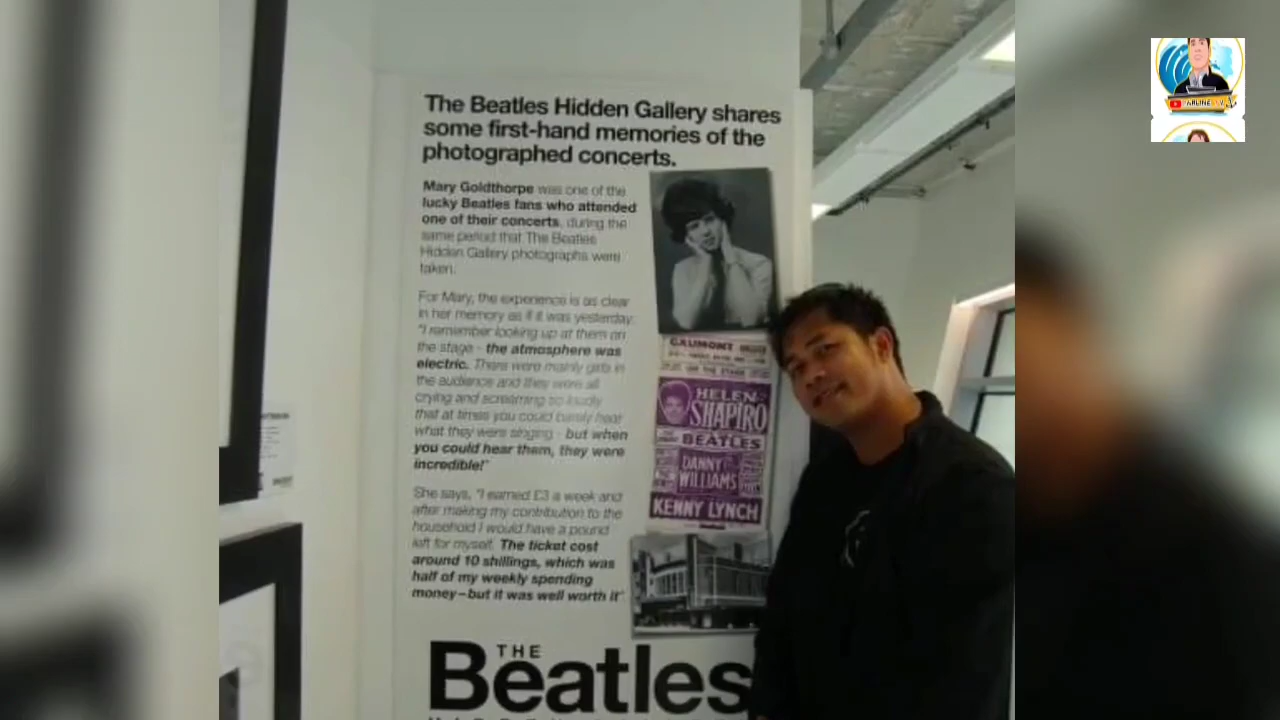 The Beatles Hidden Gallery shares
some first-hand memories of the
photographed concerts.
Mary Goldthorpe was one of the
lucky Beatles fans who attended
one of their concerts, during the
same period that The Beatles
Hidden Gallery photographs were
taken.
For Mary, the experience is as clear
in her memory as if it was yesterday:
"I remember looking up at them on
the stage - the atmosphere was
electric. There were mainly girls in
the audience and they were all
crying and screaming so loudly
that at times you could barely hear
what they were singing - but when
you could hear them, they were
incredible!"
She says, "I earned £3 a week and
after making my contribution to the
household I would have a pound
left for myself. The ticket cost
around 10 shillings, which was
half of my weekly spending
money–but it was well worth it"
GAUMONT
ON THE STAGE
HELEN
SHAPIRO
BEATLES
DANNY
WILLIAMS
KENNY LYNCH
THE
Beatles